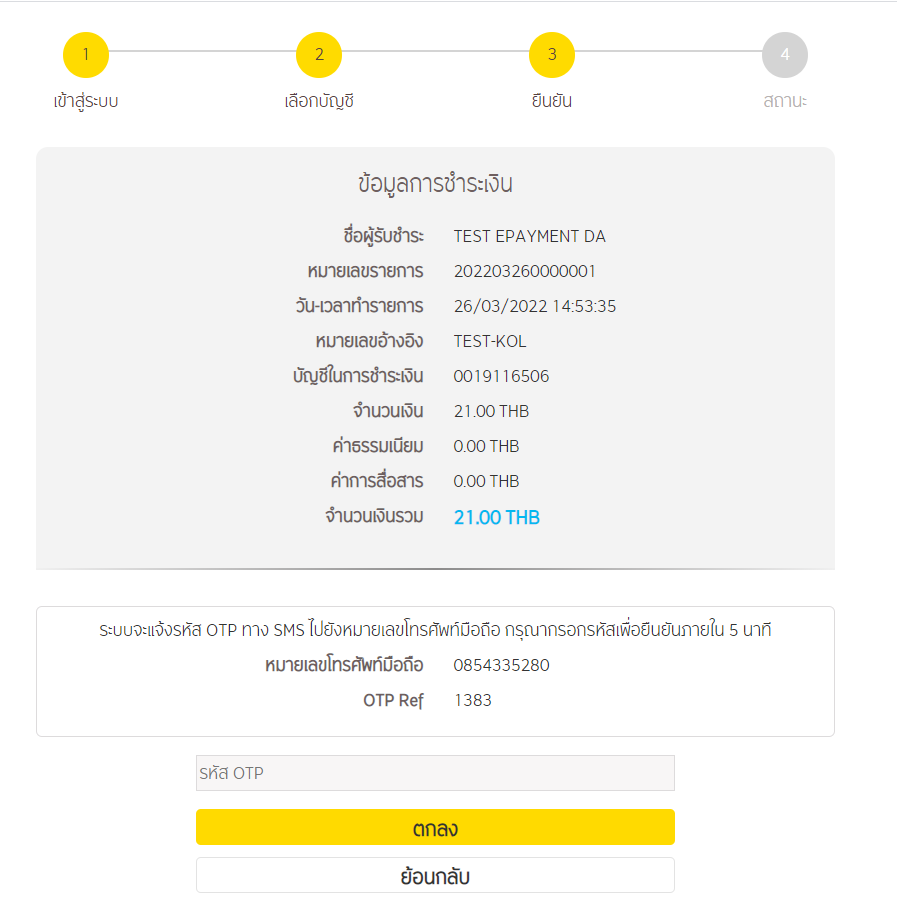 1 2 3 4
เข้าสู่ระบบ เลือกบัญชี ยืนยัน สถานะ
ข้อมูลการชำระเงิน
ชื่อผู้รับชำระ TEST EPAYMENT DA
หมายเลขรายการ 202203260000001
วัน-เวลาทำรายการ 26/03/2022 14:53:35
หมายเลขอ้างอิง TEST-KOL
บัญชีในการชำระเงิน 0019116506
จำนวนเงิน 21.00 THB
ค่าธรรมเนียม 0.00 THB
ค่าการสื่อสาร 0.00 THB
จำนวนเงินรวม 21.00 THB
ระบบจะแจ้งรหัส OTP ทาง SMS ไปยังหมายเลขโทรศัพท์มือถือ กรุณากรอกรหัสเพื่อยืนยันภายใน 5 นาที
หมายเลขโทรศัพท์มือถือ 0854335280
OTP Ref 1383
รหัส OTP
ตกลง
ย้อนกลับ